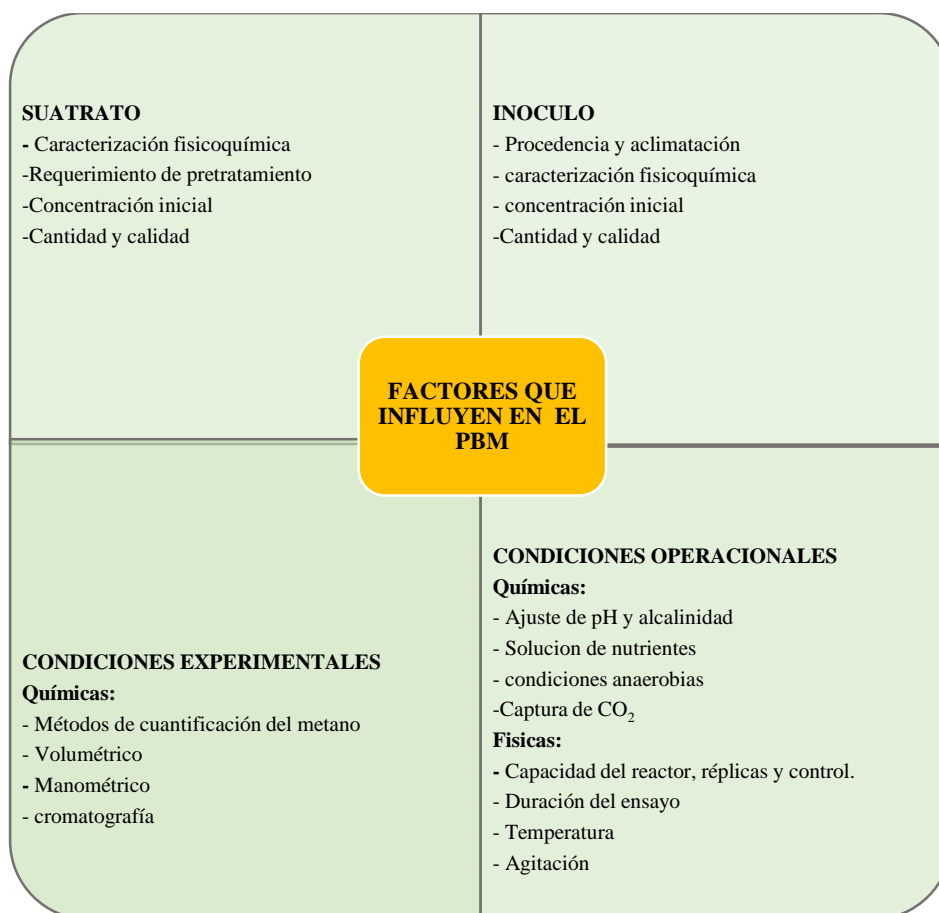 SUATRATO
- Caracterización fisicoquímica
-Requerimiento de pretratamiento
-Concentración inicial
-Cantidad y calidad
INOCULO
- Procedencia y aclimatación
- caracterización fisicoquímica
- concentración inicial
-Cantidad y calidad
FACTORES QUE
INFLUYEN EN EL
PBM
CONDICIONES EXPERIMENTALES
Químicas:
- Métodos de cuantificación del metano
- Volumétrico
- Manométrico
- cromatografía
CONDICIONES OPERACIONALES
Químicas:
- Ajuste de pH y alcalinidad
- Solucion de nutrientes
- condiciones anaerobias
-Captura de CO₂
Fisicas:
- Capacidad del reactor, réplicas y control.
- Duración del ensayo
- Temperatura
- Agitación